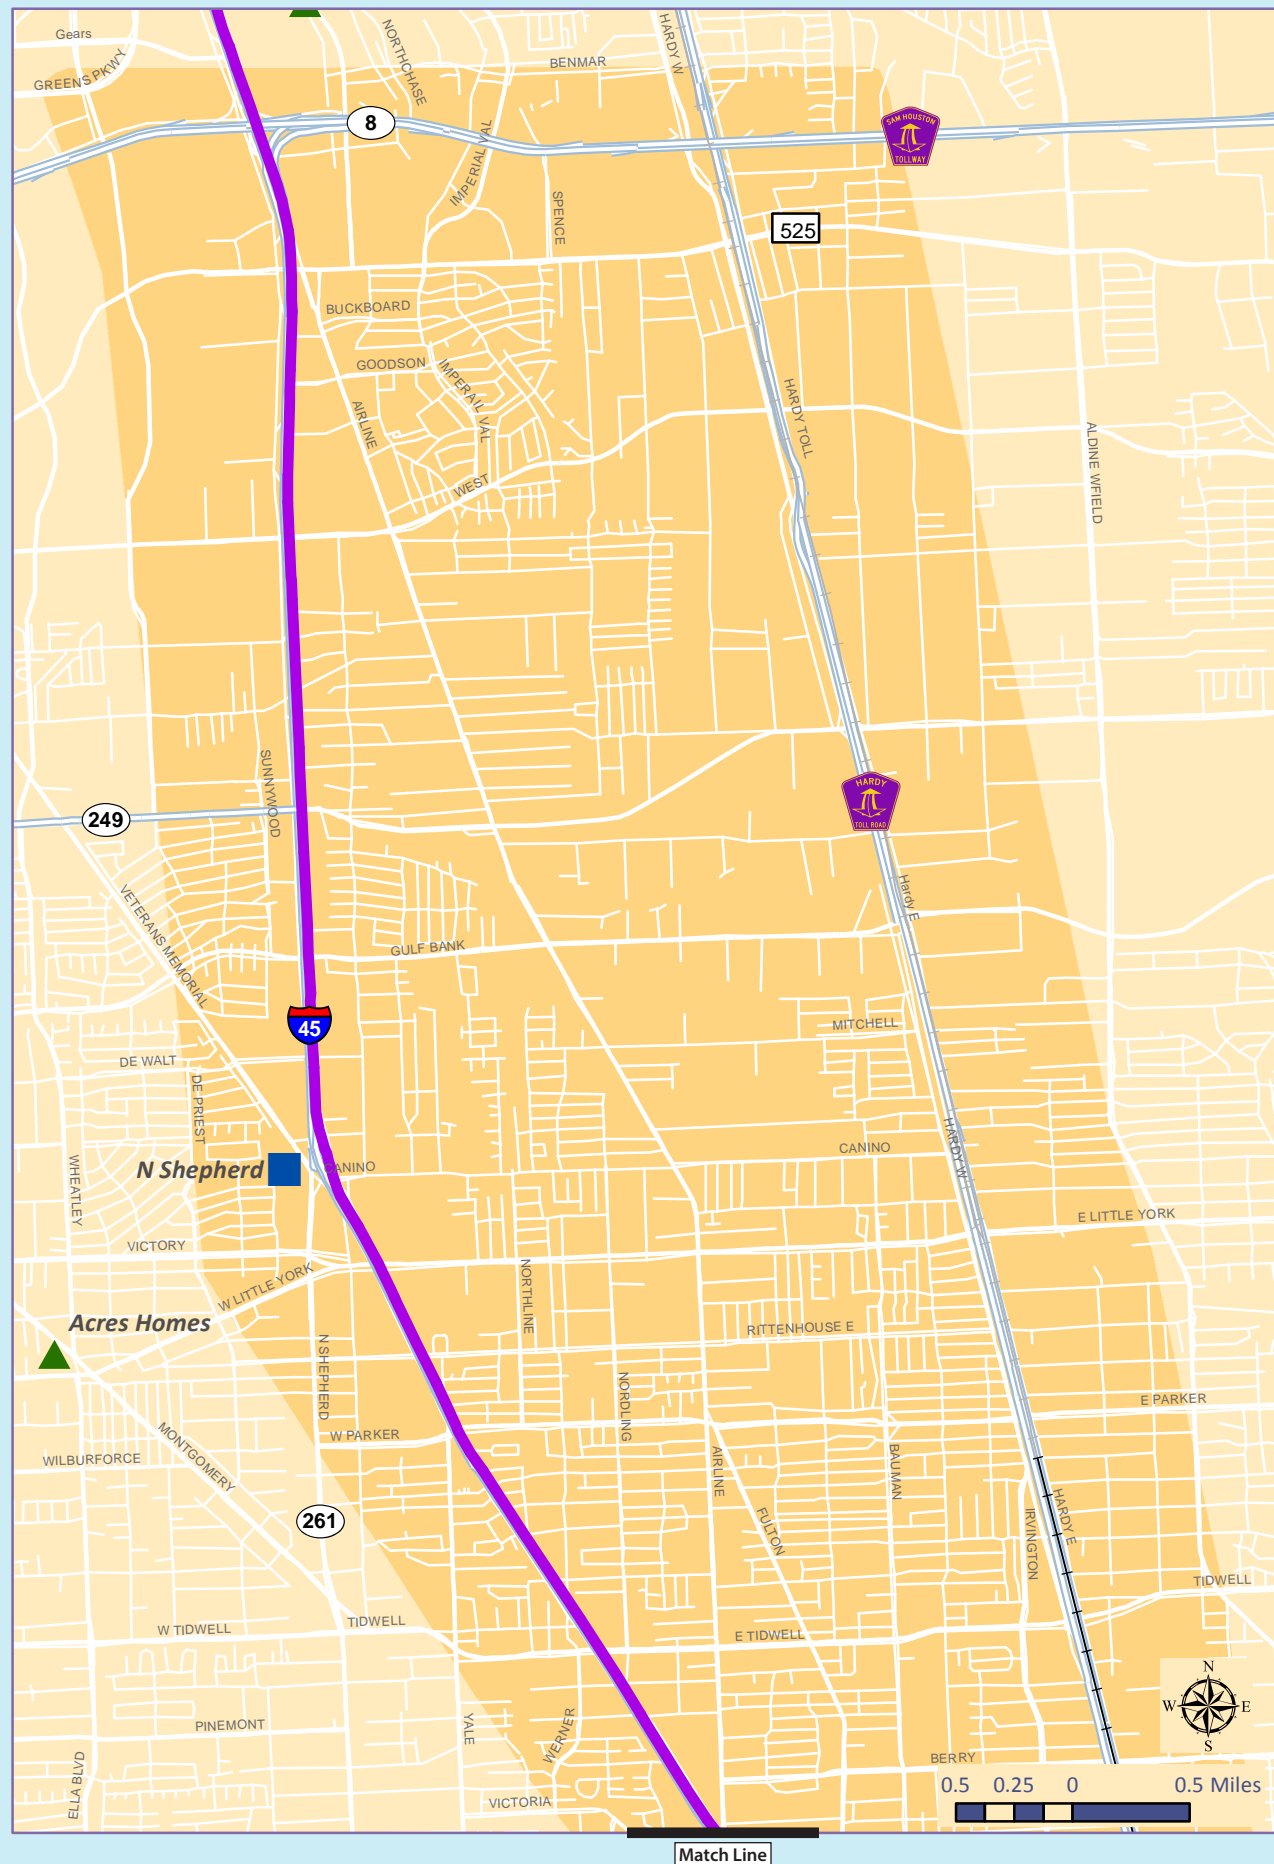 Gears
GREENS PKWY
NORTHCHASE
BENMAR
HARDY W
8
SAM HOUSTON
TOLLWAY
IMPERIAL VAL
SPENCE
525
BUCKBOARD
GOODSON
IMPERAIL VAL
AIRLINE
WEST
HARDY TOLL
ALDINE WFIELD
SUNNYWOOD
249
HARDY
TOLL ROAD
VETERANS MEMORIAL
Hardy E
GULF BANK
45
MITCHELL
DE WALT
DE PRIEST
CANINO
HARDY W
N Shepherd
CANINO
WHEATLEY
E LITTLE YORK
VICTORY
W LITTLE YORK
NORTHLINE
Acres Homes
RITTENHOUSE E
N SHEPHERD
NORDLING
E PARKER
W PARKER
MONTGOMERY
WILBURFORCE
AIRLINE
BAUMAN
261
FULTON
IRVINGTON
HARDY E
TIDWELL
W TIDWELL
TIDWELL
E TIDWELL
N
W E
S
PINEMONT
YALE
WERNER
BERRY
ELLA BLVD
VICTORIA
0.5 0.25 0 0.5 Miles
Match Line